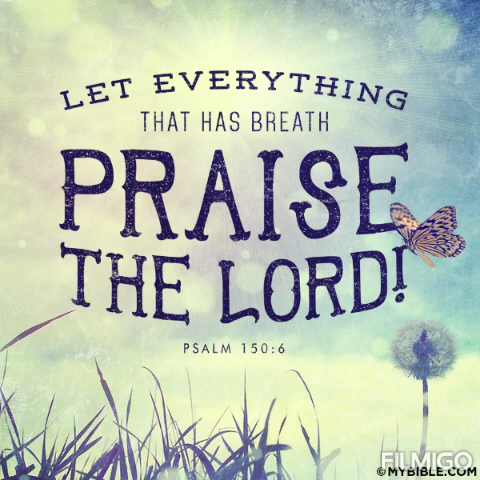 LET EVERYTHING
THAT HAS BREATH
PRAISE
THE LORD!
PSALM 150:6
FILMIGO
© MYBIBLE.COM